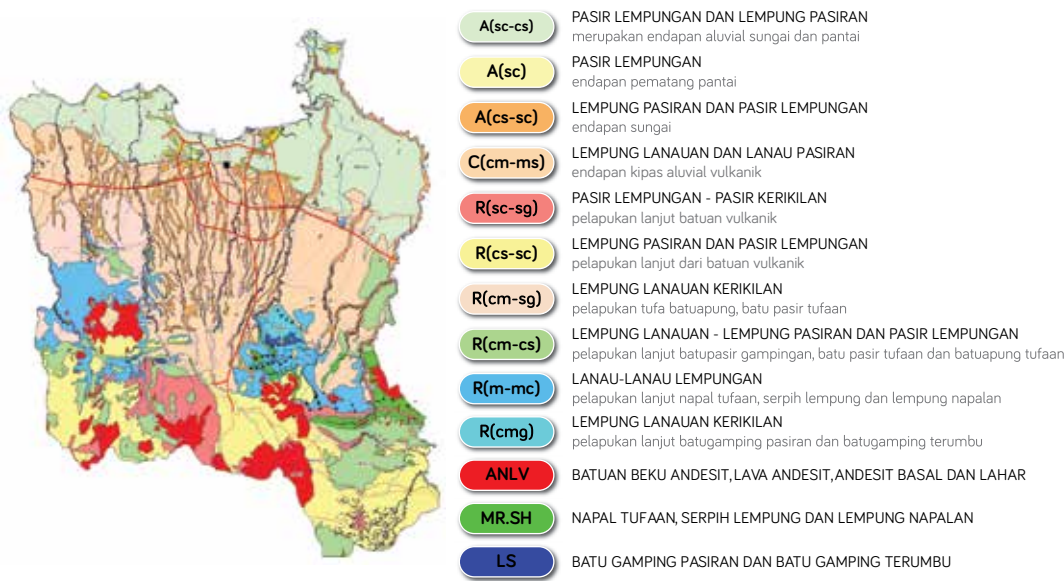 A(sc-cs)
PASIR LEMPUNGAN DAN LEMPUNG PASIRAN
merupakan endapan aluvial sungai dan pantai
A(sc)
PASIR LEMPUNGAN
endapan pematang pantai
A(cs-sc)
LEMPUNG PASIRAN DAN PASIR LEMPUNGAN
endapan sungai
C(cm-ms)
LEMPUNG LANAUAN DAN LANAU PASIRAN
endapan kipas aluvial vulkanik
R(sc-sg)
PASIR LEMPUNGAN - PASIR KERIKILAN
pelapukan lanjut batuan vulkanik
R(cs-sc)
LEMPUNG PASIRAN DAN PASIR LEMPUNGAN
pelapukan lanjut dari batuan vulkanik
R(cm-sg)
LEMPUNG LANAUAN KERIKILAN
pelapukan tufa batuapung, batu pasir tufaan
R(cm-cs)
LEMPUNG LANAUAN - LEMPUNG PASIRAN DAN PASIR LEMPUNGAN
pelapukan lanjut batupasir gampingan, batu pasir tufaan dan batuapung tufaan
R(m-mc)
LANAU-LANAU LEMPUNGAN
pelapukan lanjut napal tufaan, serpih lempung dan lempung napalan
R(cmg)
LEMPUNG LANAUAN KERIKILAN
pelapukan lanjut batugamping pasiran dan batugamping terumbu
ANLV
BATUAN BEKU ANDESIT, LAVA ANDESIT, ANDESIT BASAL DAN LAHAR
MR.SH
NAPAL TUFAAN, SERPIH LEMPUNG DAN LEMPUNG NAPALAN
LS
BATU GAMPING PASIRAN DAN BATU GAMPING TERUMBU